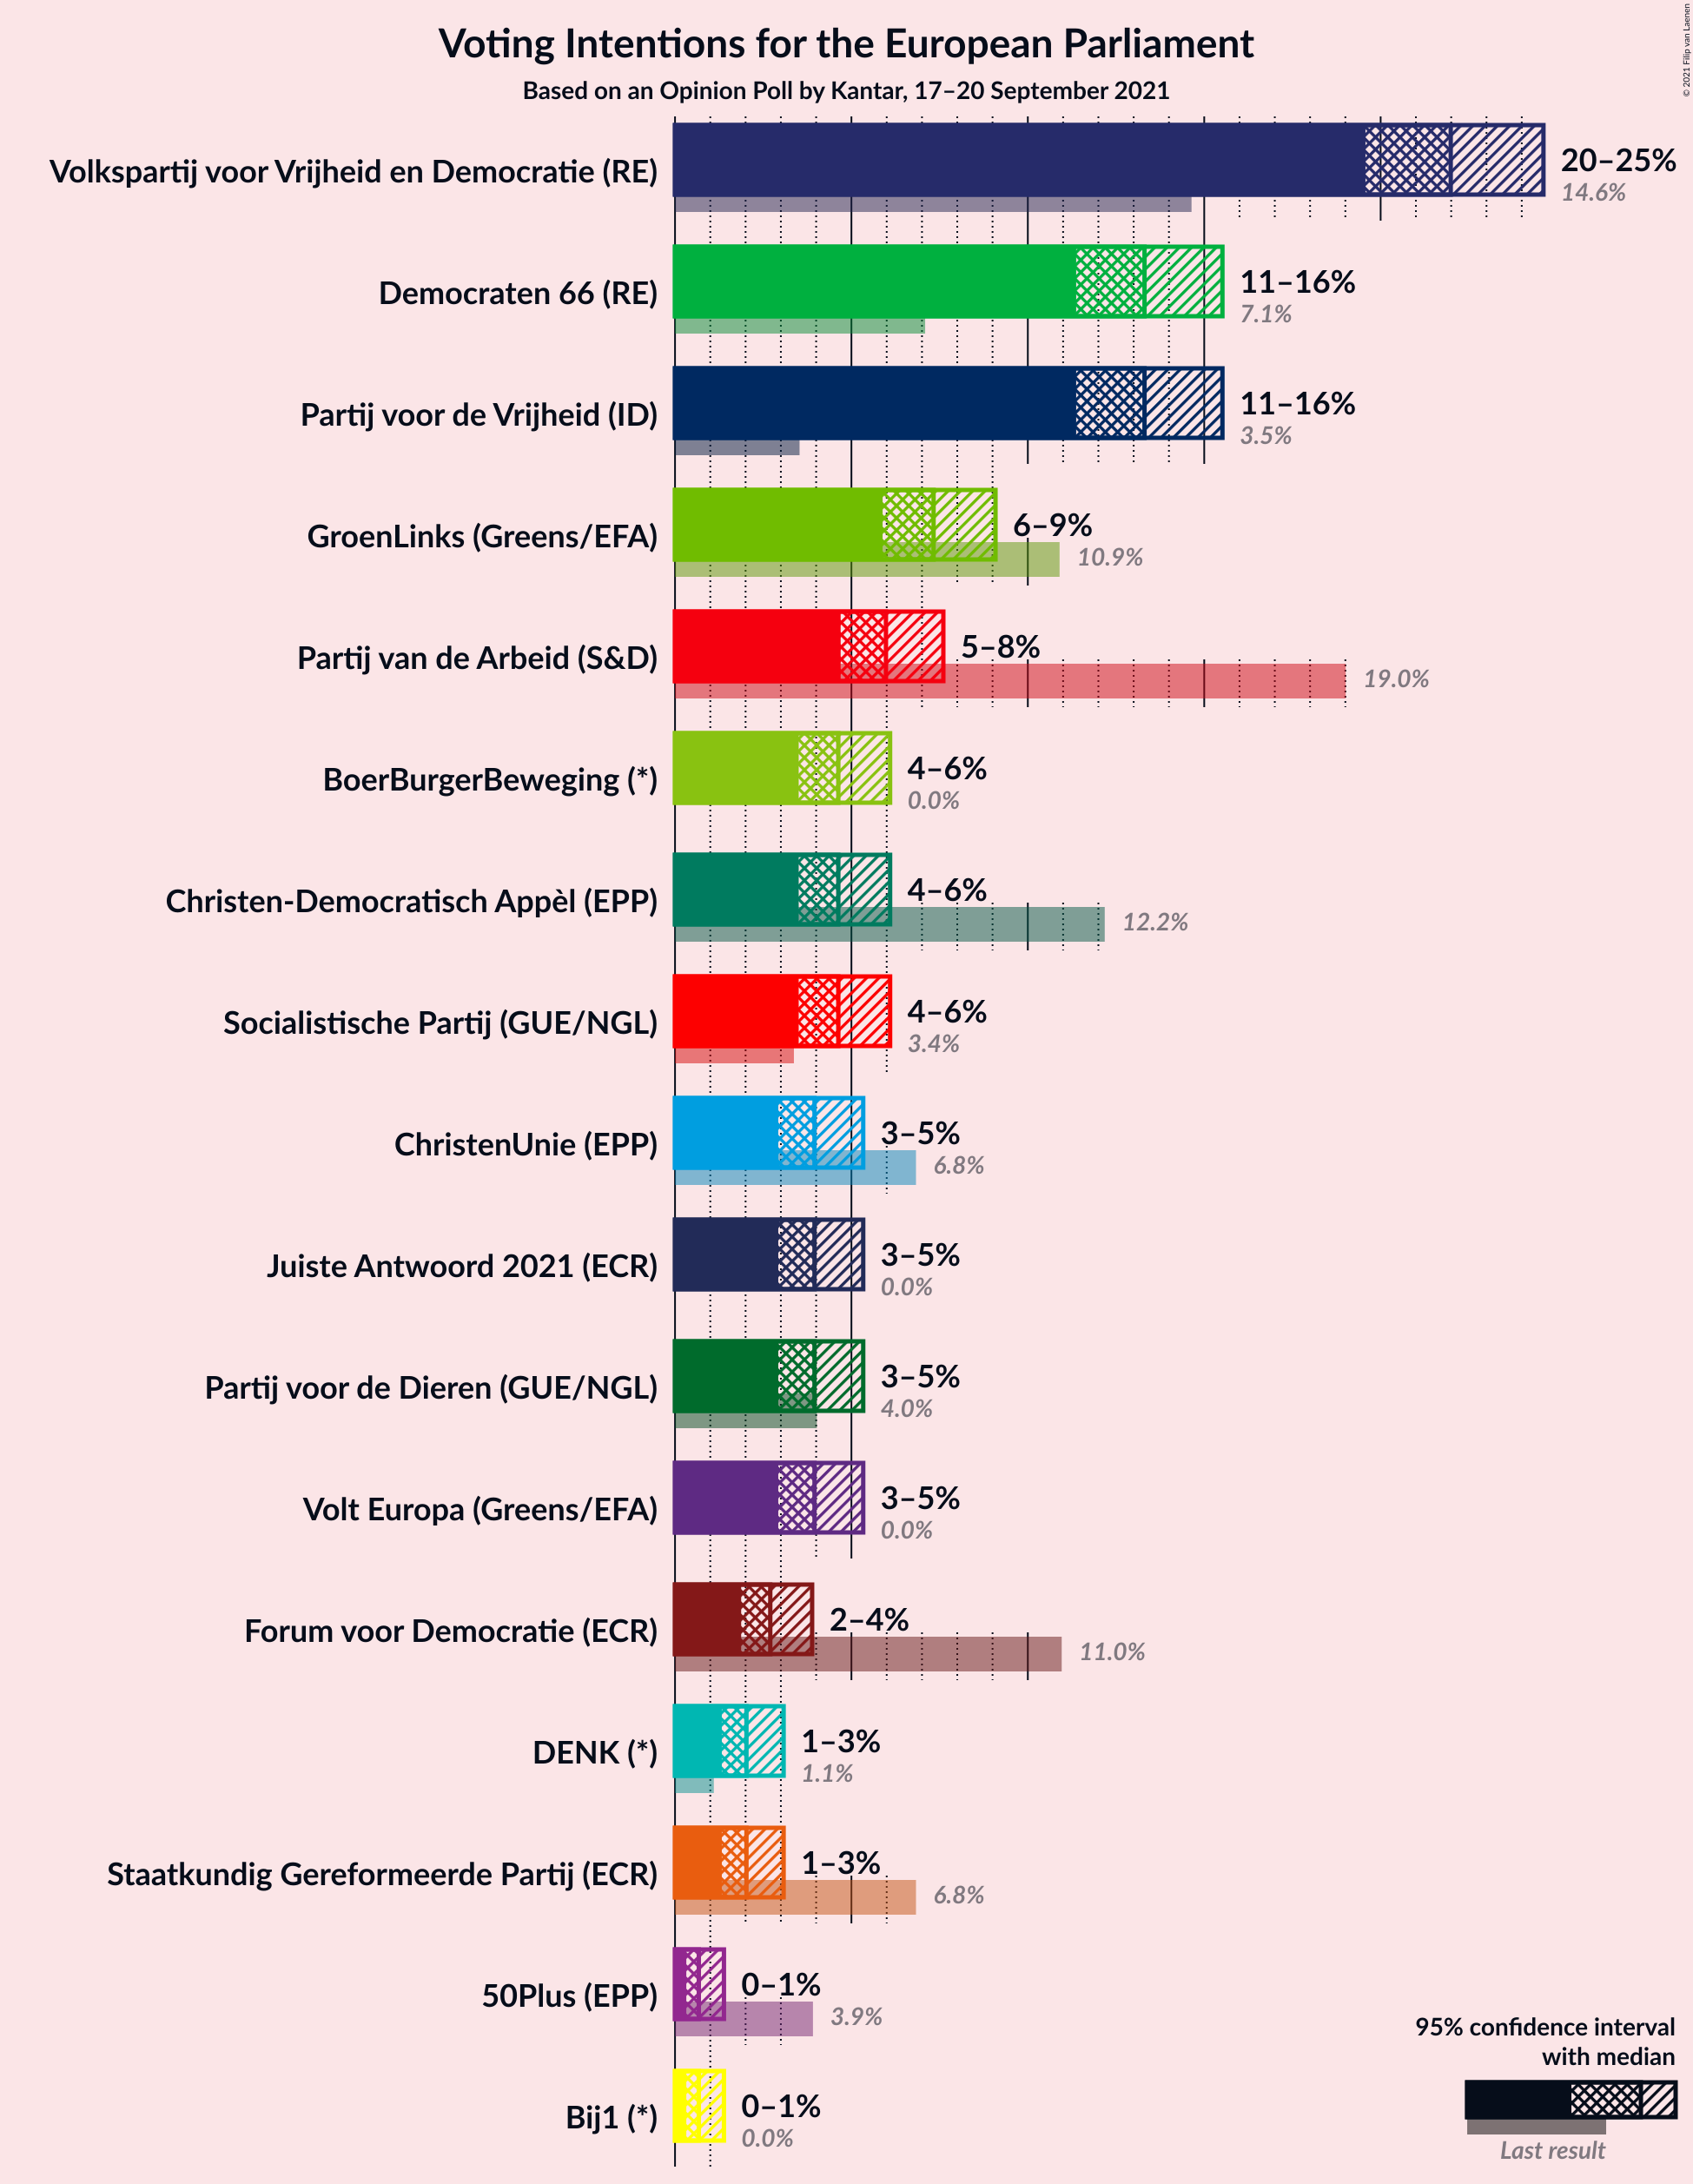 Voting Intentions for the European Parliament
Based on an Opinion Poll by Kantar, 17–20 September 2021
© 2021 Filip van Laenen
Volkspartij voor Vrijheid en Democratie (RE)
20–25%
14.6%
Democraten 66 (RE)
11–16%
7.1%
Partij voor de Vrijheid (ID)
11–16%
3.5%
GroenLinks (Greens/EFA)
6–9%
10.9%
Partij van de Arbeid (S&D)
5–8%
19.0%
BoerBurgerBeweging (*)
4–6%
0.0%
Christen-Democratisch Appèl (EPP)
4–6%
12.2%
Socialistische Partij (GUE/NGL)
4–6%
3.4%
ChristenUnie (EPP)
3–5%
6.8%
Juiste Antwoord 2021 (ECR)
3–5%
0.0%
Partij voor de Dieren (GUE/NGL)
3–5%
4.0%
Volt Europa (Greens/EFA)
3–5%
0.0%
Forum voor Democratie (ECR)
2–4%
11.0%
DENK (*)
1–3%
1.1%
Staatkundig Gereformeerde Partij (ECR)
1–3%
6.8%
50Plus (EPP)
0–1%
3.9%
Bij1 (*)
0–1%
0.0%
95% confidence interval
with median
Last result